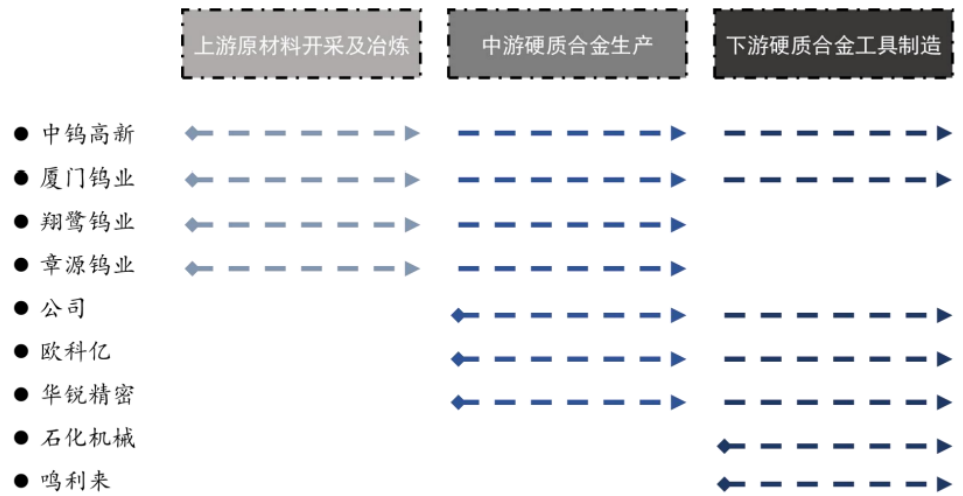 上游原材料开采及冶炼
中游硬质合金生产
下游硬质合金工具制造
中钨高新
厦门钨业
翔鹭钨业
章源钨业
公司
欧科亿
华锐精密
石化机械
鸣利来